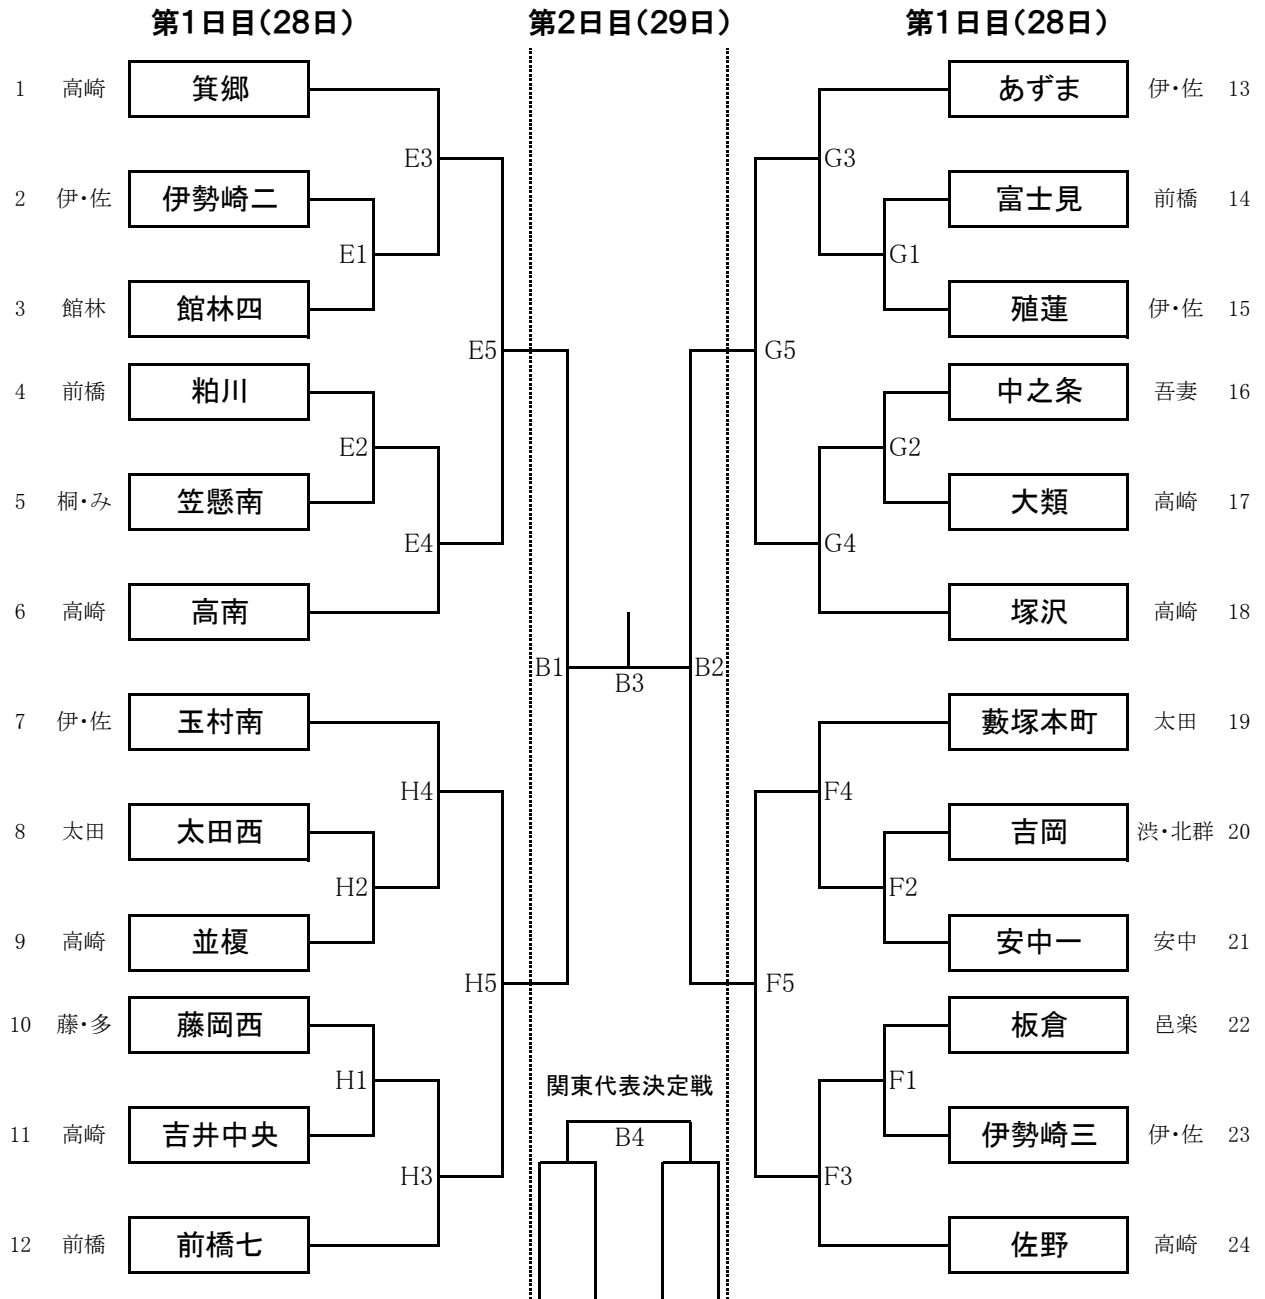 第1日目(28日) 第2日目(29日) 第1日目(28日)
1 高崎 箕郷 あずま 伊・佐 13
E3 G3
2 伊・佐 伊勢崎二 富士見 前橋 14
E1 G1
3 館林 館林四 殖蓮 伊・佐 15
E5 G5
4 前橋 粕川 中之条 吾妻 16
E2 G2
5 桐・み 笠懸南 大類 高崎 17
E4 G4
6 高崎 高南 塚沢 高崎 18
B1 B3 B2
7 伊・佐 玉村南 藪塚本町 太田 19
H4 F4
8 太田 太田西 吉岡 渋・北群 20
H2 F2
9 高崎 並榎 安中一 安中 21
H5 F5
10 藤・多 藤岡西 板倉 邑楽 22
H1 関東代表決定戦 F1
11 高崎 吉井中央 B4 伊勢崎三 伊・佐 23
H3 F3
12 前橋 前橋七 佐野 高崎 24